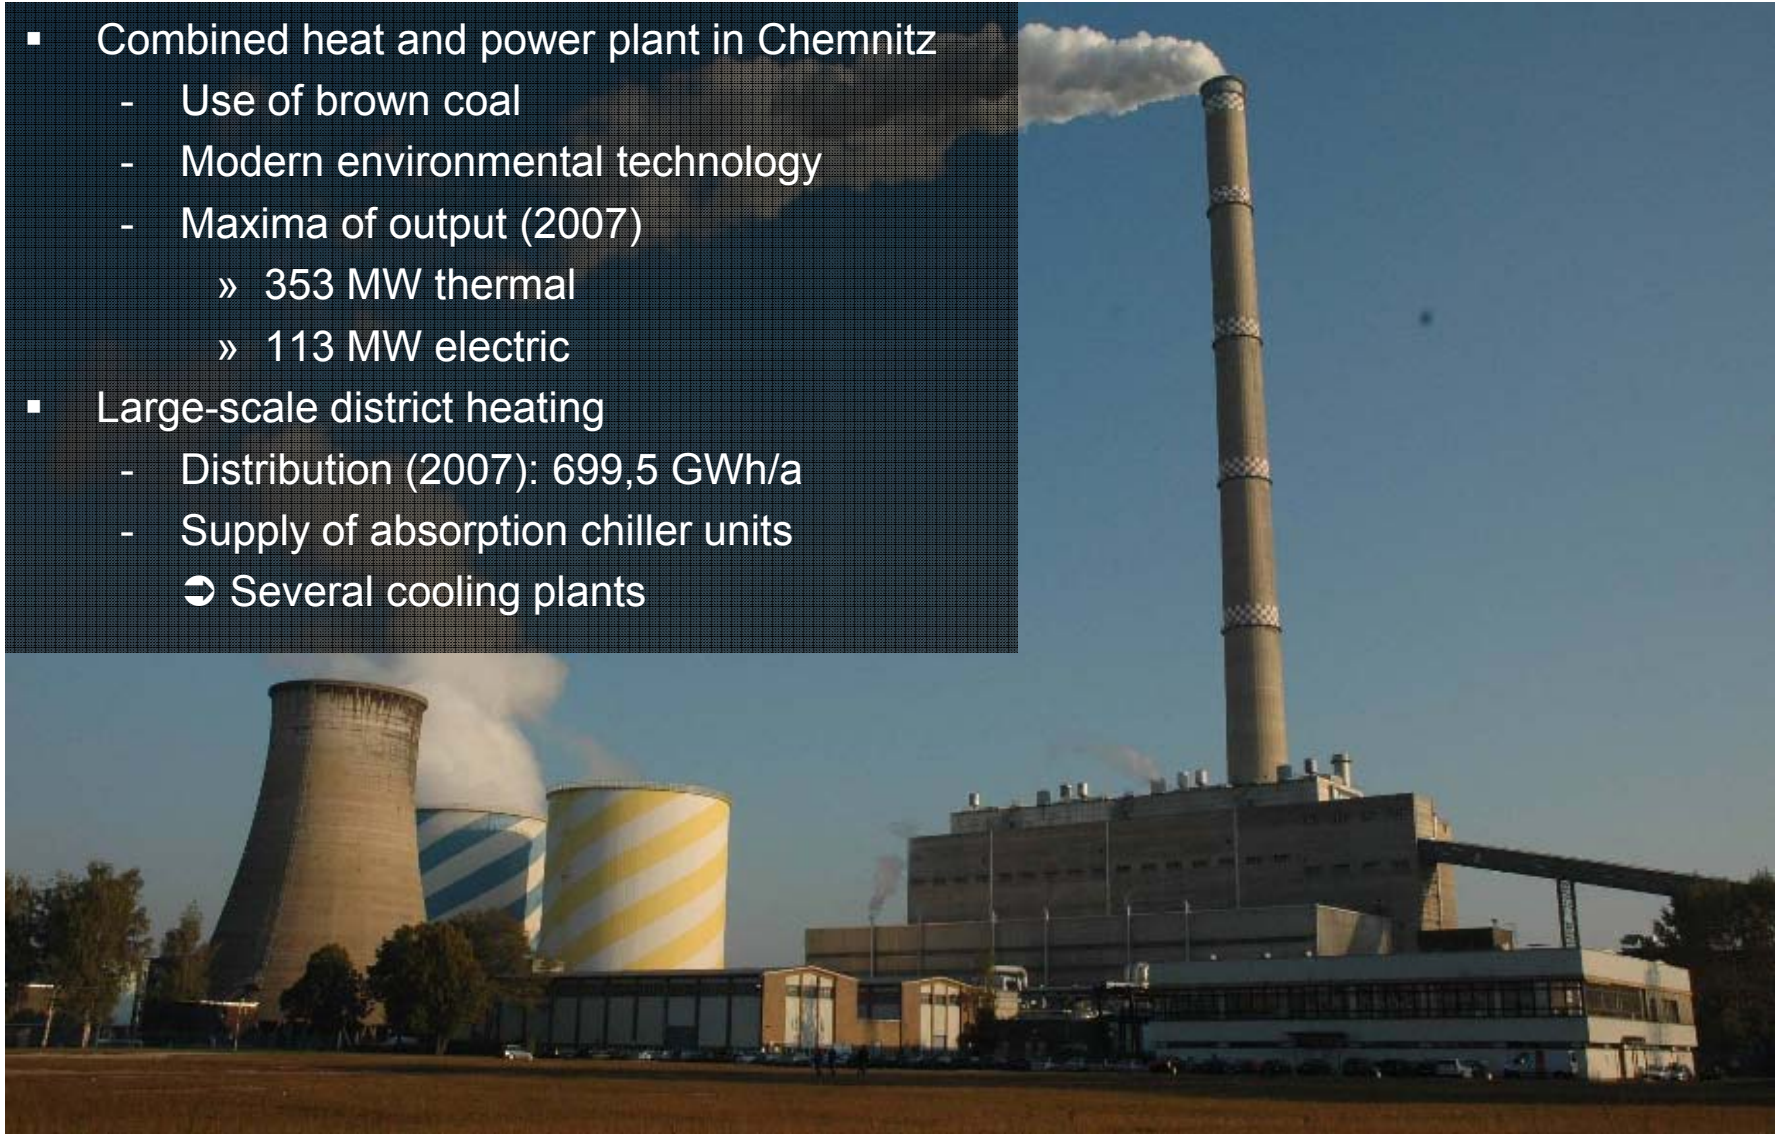 ▪ Combined heat and power plant in Chemnitz
- Use of brown coal
- Modern environmental technology
- Maxima of output (2007)
» 353 MW thermal
» 113 MW electric
▪ Large-scale district heating
- Distribution (2007): 699,5 GWh/a
- Supply of absorption chiller units
➲ Several cooling plants